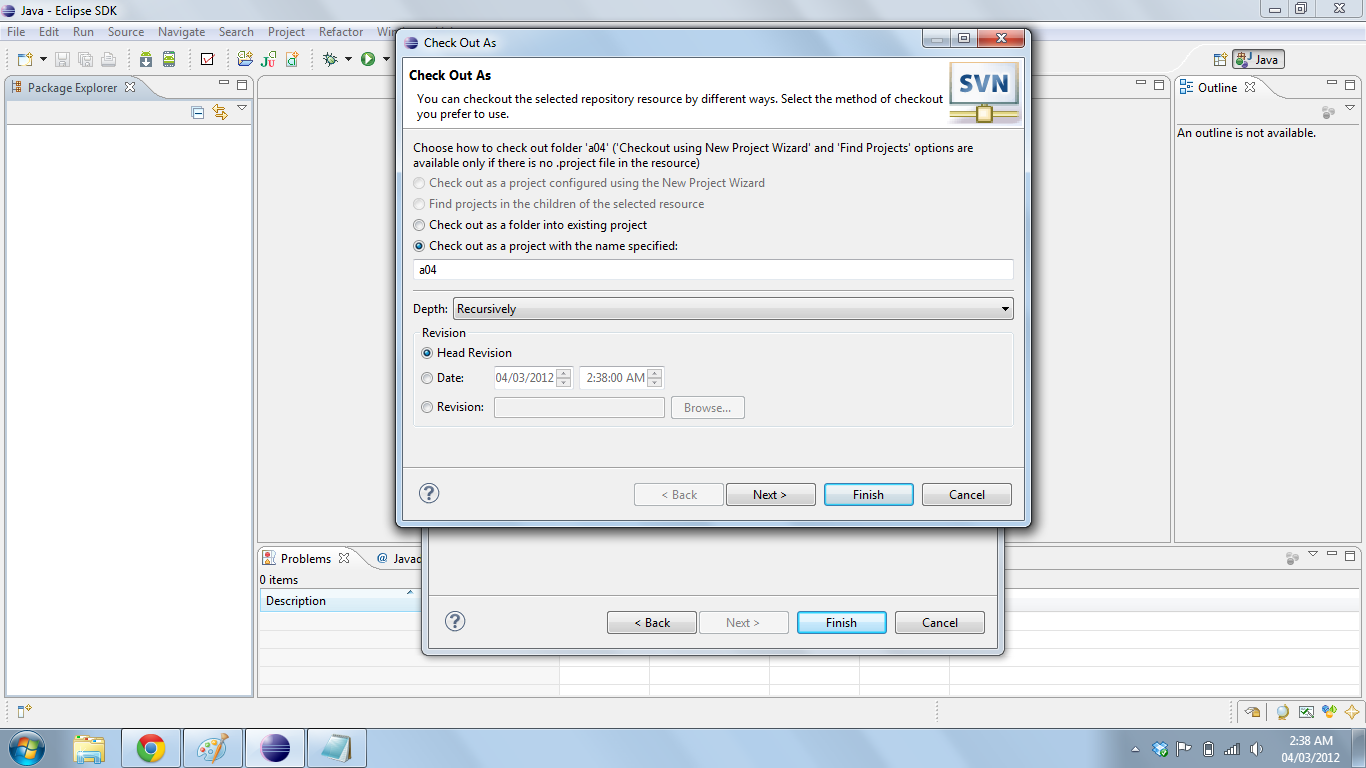 Java - Eclipse SDK
File Edit Run Source Navigate Search Project Refactor
Check Out As
Java
Package Explorer
Outline
An outline is not available.
Check Out As
You can checkout the selected repository resource by different ways. Select the method of checkout
you prefer to use.
SVN
Choose how to check out folder 'a04' ('Checkout using New Project Wizard' and 'Find Projects' options are
available only if there is no .project file in the resource)
Check out as a project configured using the New Project Wizard
Find projects in the children of the selected resource
Check out as a folder into existing project
Check out as a project with the name specified:
a04
Depth: Recursively
Revision
Head Revision
Date: 04/03/2012 2:38:00 AM
Revision: Browse...
< Back Next > Finish Cancel
Problems @ Javad
0 items
Description
< Back Next > Finish Cancel
2:38 AM
04/03/2012